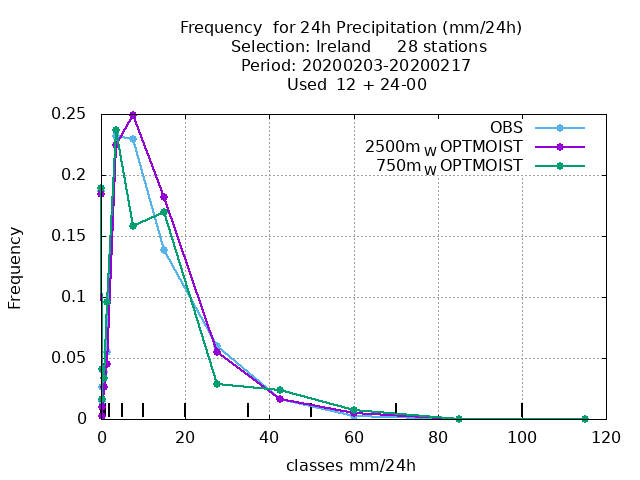 Frequency  for 24h Precipitation (mm/24h)
Selection: Ireland     28 stations
Period: 20200203-20200217
Used  12 + 24-00
OBS
2500m_W OPTMOIST
750m_W OPTMOIST
0.25
0.2
0.15
0.1
0.05
0
Frequency
0 20 40 60 80 100 120
classes mm/24h